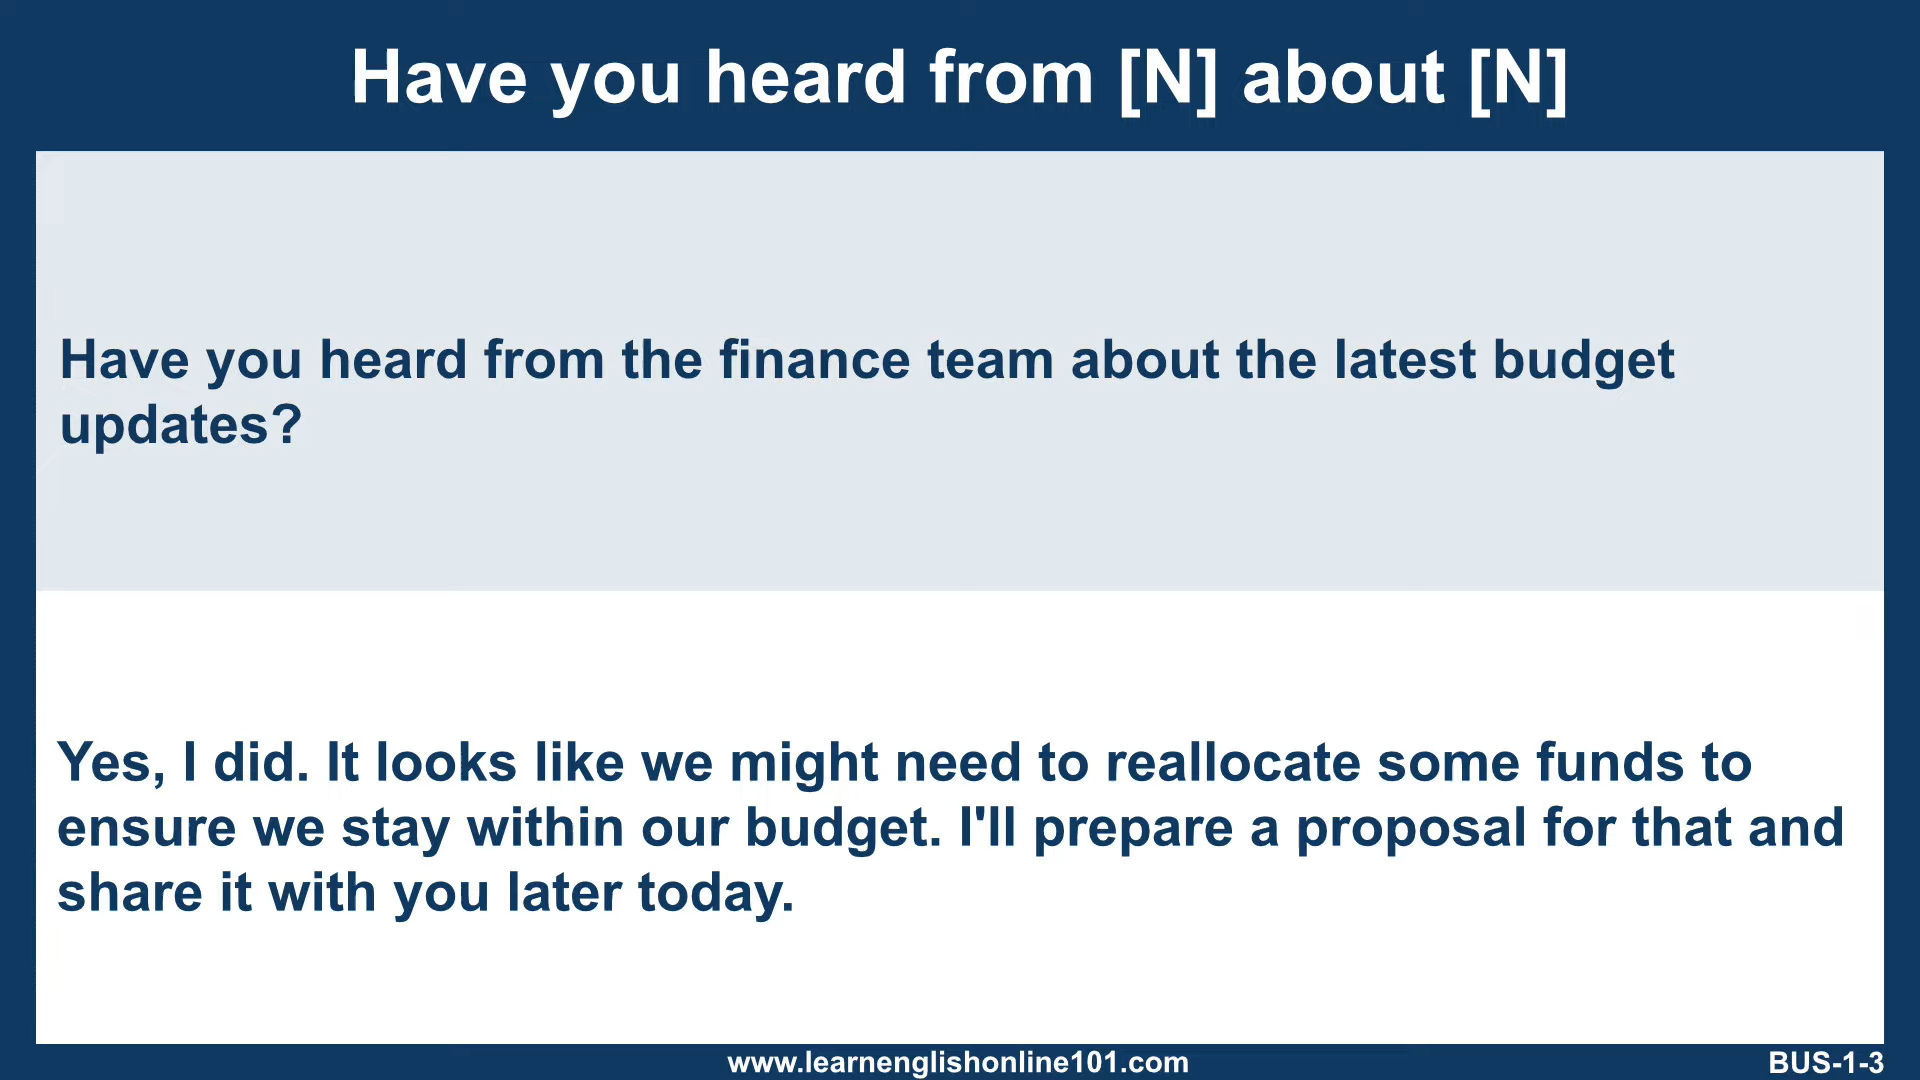 Have you heard from [N] about [N]
Have you heard from the finance team about the latest budget
updates?
Yes, I did. It looks like we might need to reallocate some funds to
ensure we stay within our budget. I'll prepare a proposal for that and
share it with you later today.
www.learnenglishonline101.com
BUS-1-3